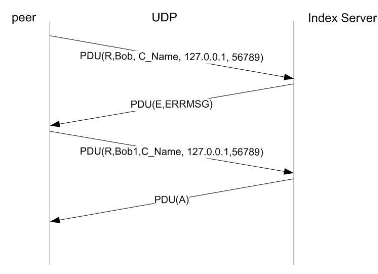 peer UDP Index Server
PDU(R,Bob, C_Name, 127.0.0.1, 56789)
PDU(E,ERRMSG)
PDU(R,Bob1,C_Name, 127.0.0.1,56789)
PDU(A)